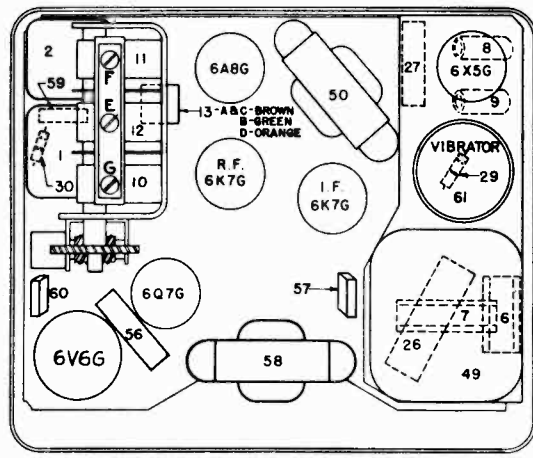 2
11
59
F
E
12
1
30
G
10
6A8G
13-A&C-BROWN
B-GREEN
D-ORANGE
R.F.
6K7G
I.F.
6K7G
50
27
8
6X5G
9
VIBRATOR
29
61
60
6Q7G
56
6V6G
57
58
7
6
26
49